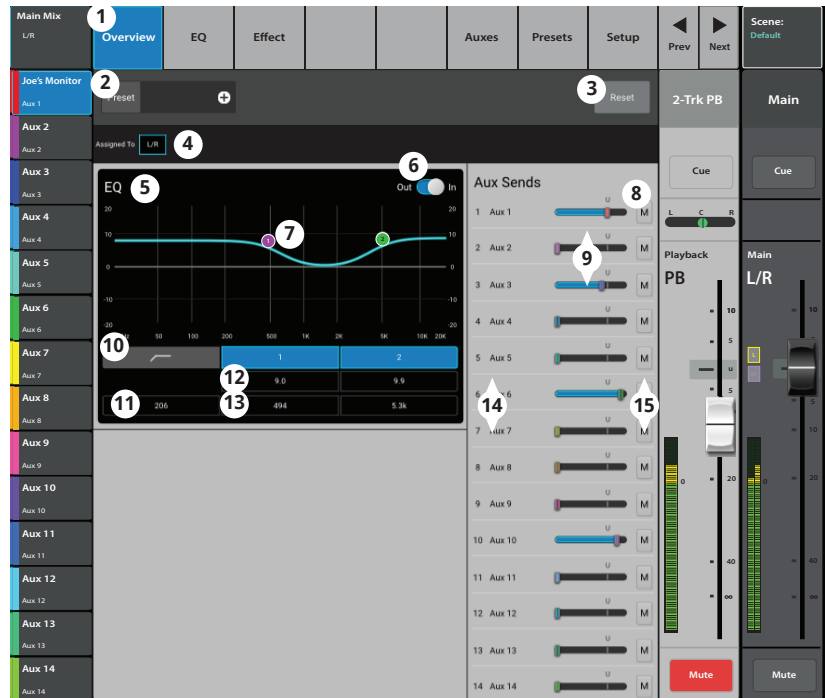 Main Mix
L/R
1
Overview
EQ
Effect
Auxes
Presets
Setup
Prev
Next
Scene:
Default
Joe's Monitor
Aux 1
Aux 2
Aux 2
Aux 3
Aux 3
Aux 4
Aux 4
Aux 5
Aux 5
Aux 6
Aux 6
Aux 7
Aux 7
Aux 8
Aux 8
Aux 9
Aux 9
Aux 10
Aux 10
Aux 11
Aux 11
Aux 12
Aux 12
Aux 13
Aux 13
Aux 14
Aux 14
2
3
Reset
Assigned To L/R
4
EQ
5
6
Out In
20 20
10 10
0 0
-10 -10
-20 -20
50 100 200 500 1K 2K 5K 10K 20K
1
7
2
10
1 2
12
9.0 9.9
11
206
13
494 5.3k
Aux Sends
8
9
14
15
U
1 Aux 1 M
U
2 Aux 2
U
3 Aux 3
U
4 Aux 4 M
U
5 Aux 5 M
U
6
U
7 Aux 7 M
U
8 Aux 8 M
U
9 Aux 9 M
U
10 Aux 10 M
U
11 Aux 11 M
U
12 Aux 12 M
U
13 Aux 13 M
U
14 Aux 14 M
2-Trk PB
Cue
L C R
Playback
PB
10
5
U
5
10
0
20
40
∞
Mute
Main
Cue
Main
L/R
10
5
L
U
5
10
0
20
40
∞
Mute